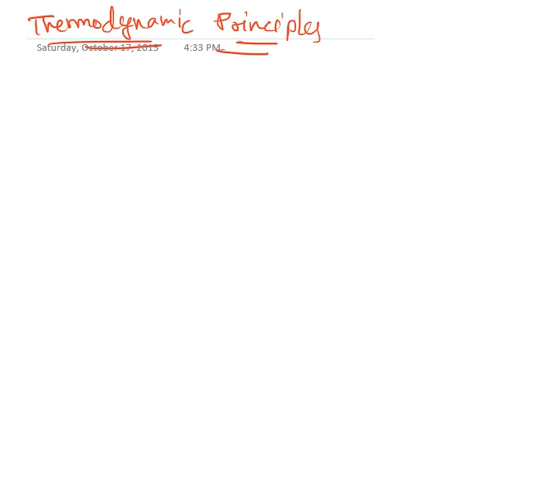 Thermodynamic Principles
Saturday, October 17, 2015 4:33 PM